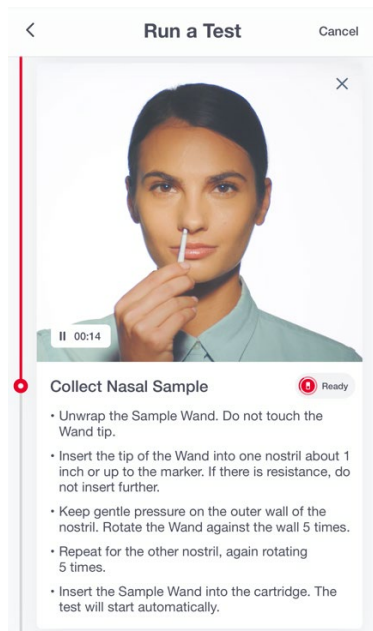 Run a Test
Cancel
00:14
Collect Nasal Sample
Ready
• Unwrap the Sample Wand. Do not touch the
Wand tip.
• Insert the tip of the Wand into one nostril about 1
inch or up to the marker. If there is resistance, do
not insert further.
• Keep gentle pressure on the outer wall of the
nostril. Rotate the Wand against the wall 5 times.
• Repeat for the other nostril, again rotating
5 times.
• Insert the Sample Wand into the cartridge. The
test will start automatically.